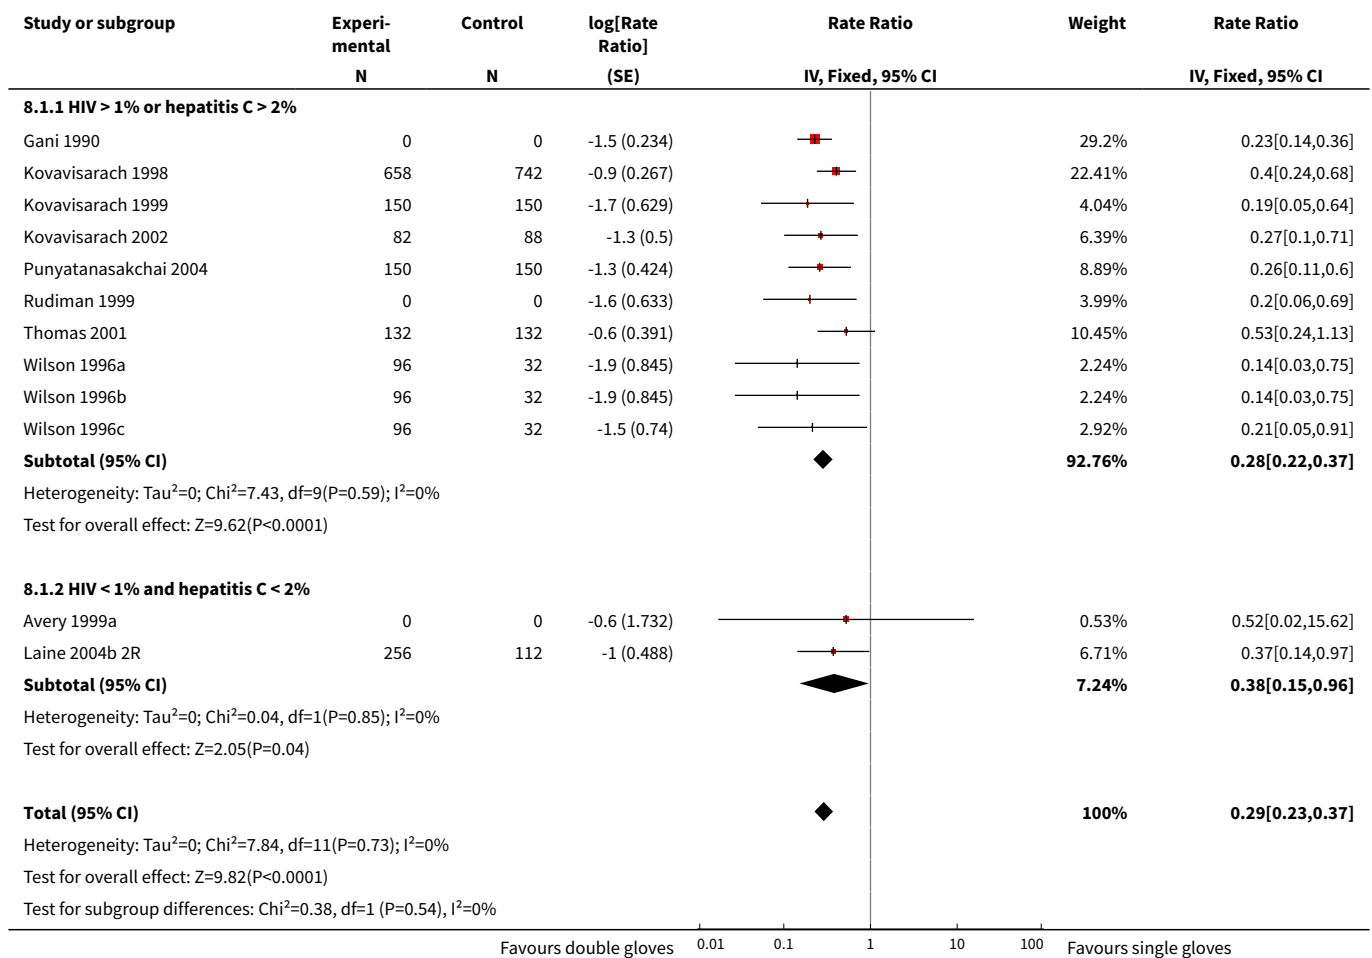 Study or subgroup Experi- Control log[Rate Rate Ratio Weight Rate Ratio
mental Ratio]
N N (SE) IV, Fixed, 95% CI IV, Fixed, 95% CI
8.1.1 HIV > 1% or hepatitis C > 2%
Gani 1990 0 0 -1.5 (0.234) 29.2% 0.23[0.14,0.36]
Kovavisarach 1998 658 742 -0.9 (0.267) 22.41% 0.4[0.24,0.68]
Kovavisarach 1999 150 150 -1.7 (0.629) 4.04% 0.19[0.05,0.64]
Kovavisarach 2002 82 88 -1.3 (0.5) 6.39% 0.27[0.1,0.71]
Punyatanasakchai 2004 150 150 -1.3 (0.424) 8.89% 0.26[0.11,0.6]
Rudiman 1999 0 0 -1.6 (0.633) 3.99% 0.2[0.06,0.69]
Thomas 2001 132 132 -0.6 (0.391) 10.45% 0.53[0.24,1.13]
Wilson 1996a 96 32 -1.9 (0.845) 2.24% 0.14[0.03,0.75]
Wilson 1996b 96 32 -1.9 (0.845) 2.24% 0.14[0.03,0.75]
Wilson 1996c 96 32 -1.5 (0.74) 2.92% 0.21[0.05,0.91]
Subtotal (95% CI) 92.76% 0.28[0.22,0.37]
Heterogeneity: Tau²=0; Chi²=7.43, df=9(P=0.59); I²=0%
Test for overall effect: Z=9.62(P<0.0001)
8.1.2 HIV < 1% and hepatitis C < 2%
Avery 1999a 0 0 -0.6 (1.732) 0.53% 0.52[0.02,15.62]
Laine 2004b 2R 256 112 -1 (0.488) 6.71% 0.37[0.14,0.97]
Subtotal (95% CI) 7.24% 0.38[0.15,0.96]
Heterogeneity: Tau²=0; Chi²=0.04, df=1(P=0.85); I²=0%
Test for overall effect: Z=2.05(P=0.04)
Total (95% CI) 100% 0.29[0.23,0.37]
Heterogeneity: Tau²=0; Chi²=7.84, df=11(P=0.73); I²=0%
Test for overall effect: Z=9.82(P<0.0001)
Test for subgroup differences: Chi²=0.38, df=1 (P=0.54), I²=0%
Favours double gloves 0.01 0.1 1 10 100 Favours single gloves